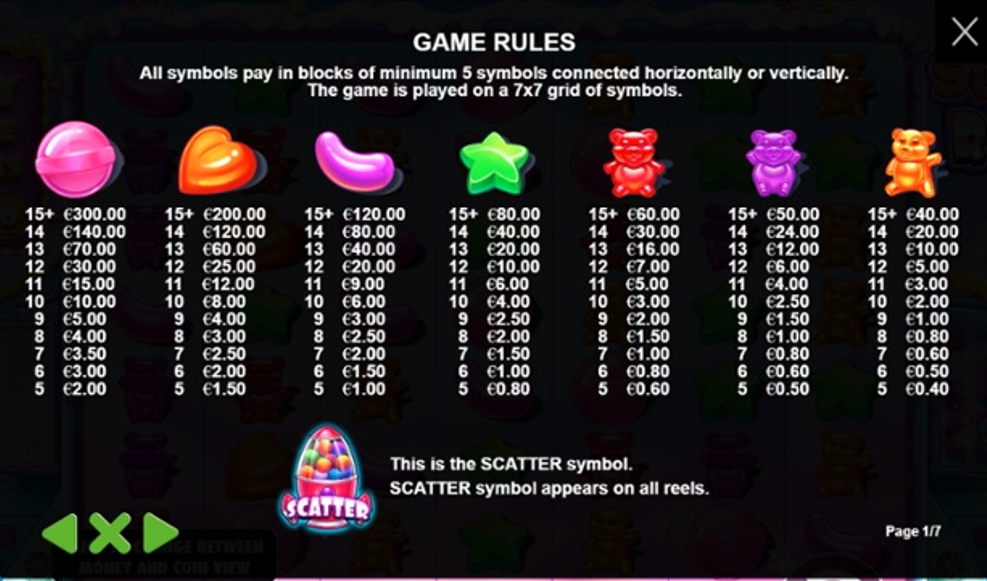 GAME RULES
All symbols pay in blocks of minimum 5 symbols connected horizontally or vertically.
The game is played on a 7x7 grid of symbols.
15+ €300.00 15+ €200.00 15+ €120.00 15+ €80.00 15+ €60.00 15+ €50.00 15+ €40.00
14 €140.00 14 €120.00 14 €80.00 14 €40.00 14 €30.00 14 €24.00 14 €20.00
13 €70.00 13 €60.00 13 €40.00 13 €20.00 13 €16.00 13 €12.00 13 €10.00
12 €30.00 12 €25.00 12 €20.00 12 €10.00 12 €7.00 12 €6.00 12 €5.00
11 €15.00 11 €12.00 11 €9.00 11 €6.00 11 €5.00 11 €4.00 11 €3.00
10 €10.00 10 €8.00 10 €6.00 10 €4.00 10 €3.00 10 €2.50 10 €2.00
9 €5.00 9 €4.00 9 €3.00 9 €2.50 9 €2.00 9 €1.50 9 €1.00
8 €4.00 8 €3.00 8 €2.50 8 €2.00 8 €1.50 8 €1.00 8 €0.80
7 €3.50 7 €2.50 7 €2.00 7 €1.50 7 €1.00 7 €0.80 7 €0.60
6 €3.00 6 €2.00 6 €1.50 6 €1.00 6 €0.80 6 €0.60 6 €0.50
5 €2.00 5 €1.50 5 €1.00 5 €0.80 5 €0.60 5 €0.50 5 €0.40
This is the SCATTER symbol.
SCATTER symbol appears on all reels.
SCATTER
Page 1/7
BETWEEN
MONEY AND COIN VIEW